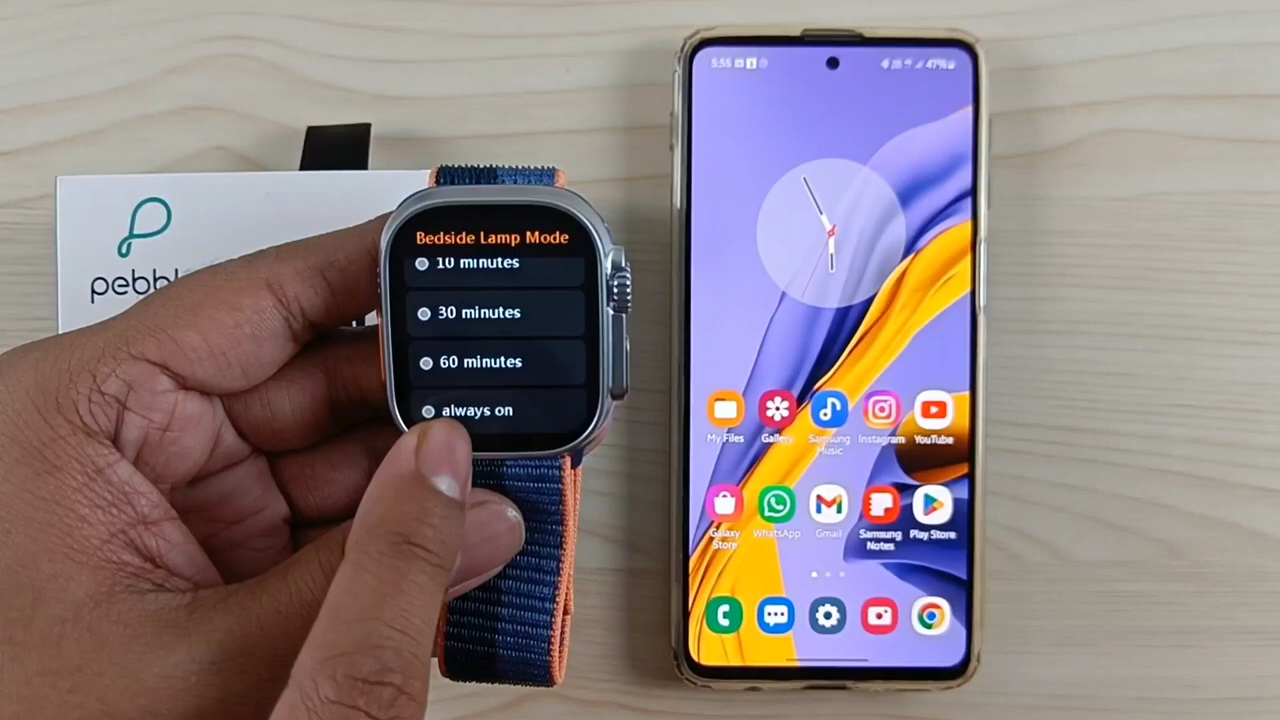 pebbl
Bedside Lamp Mode
10 minutes
30 minutes
60 minutes
always on
5:55
47%
My Files
Gallery
Samsung
Music
Instagram
YouTube
Galaxy
Store
WhatsApp
Gmail
Samsung
Notes
Play Store